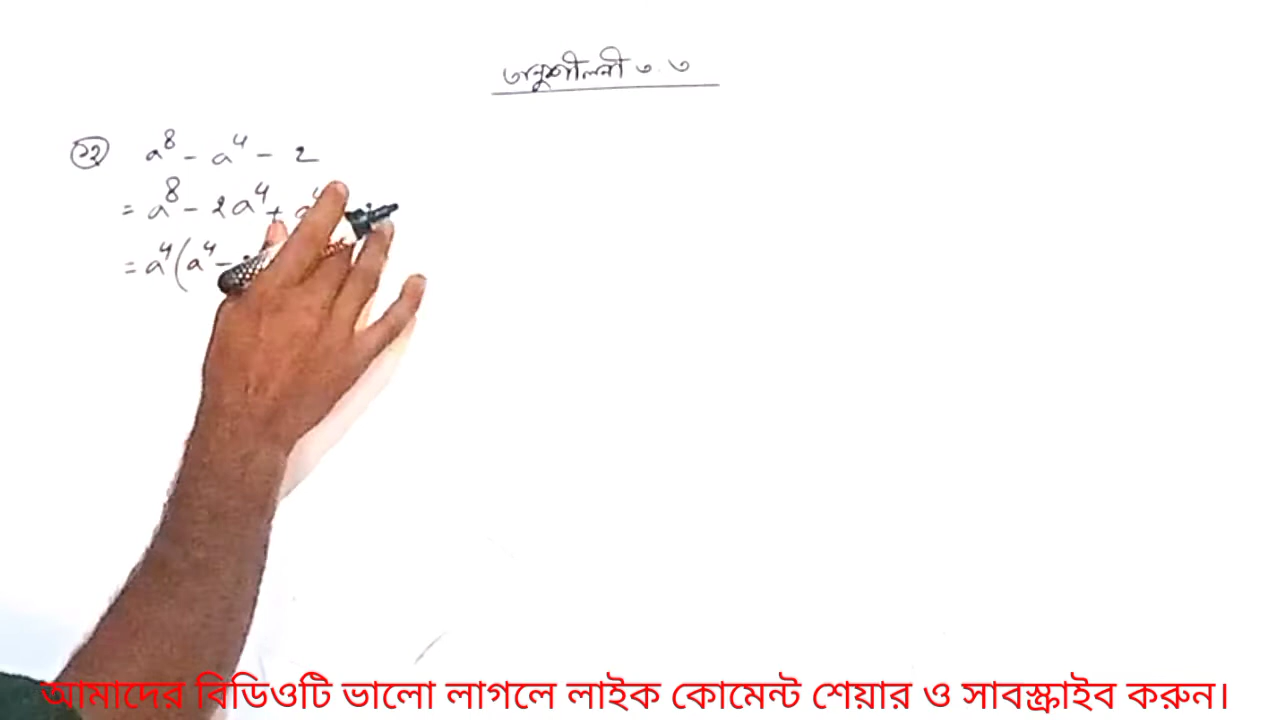 অনুশীলনী ৩.৩
১২ a⁸ - a⁴ - 2
= a⁸ - 2a⁴ + a⁴
= a⁴(a⁴ -
আমাদের বিডিওটি ভালো লাগলে লাইক কোমেন্ট শেয়ার ও সাবস্ক্রাইব করুন।